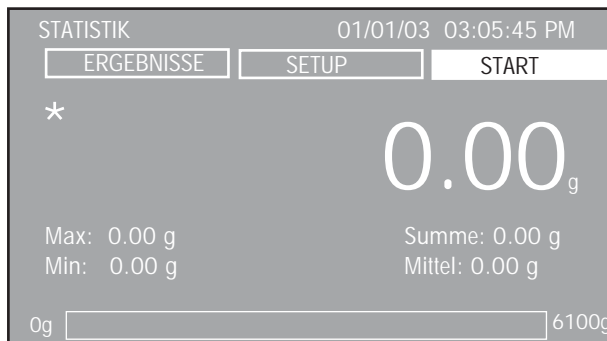 STATISTIK 01/01/03 03:05:45 PM
ERGEBNISSE SETUP START
*
0.00g
Max: 0.00 g Summe: 0.00 g
Min: 0.00 g Mittel: 0.00 g
0g 6100g